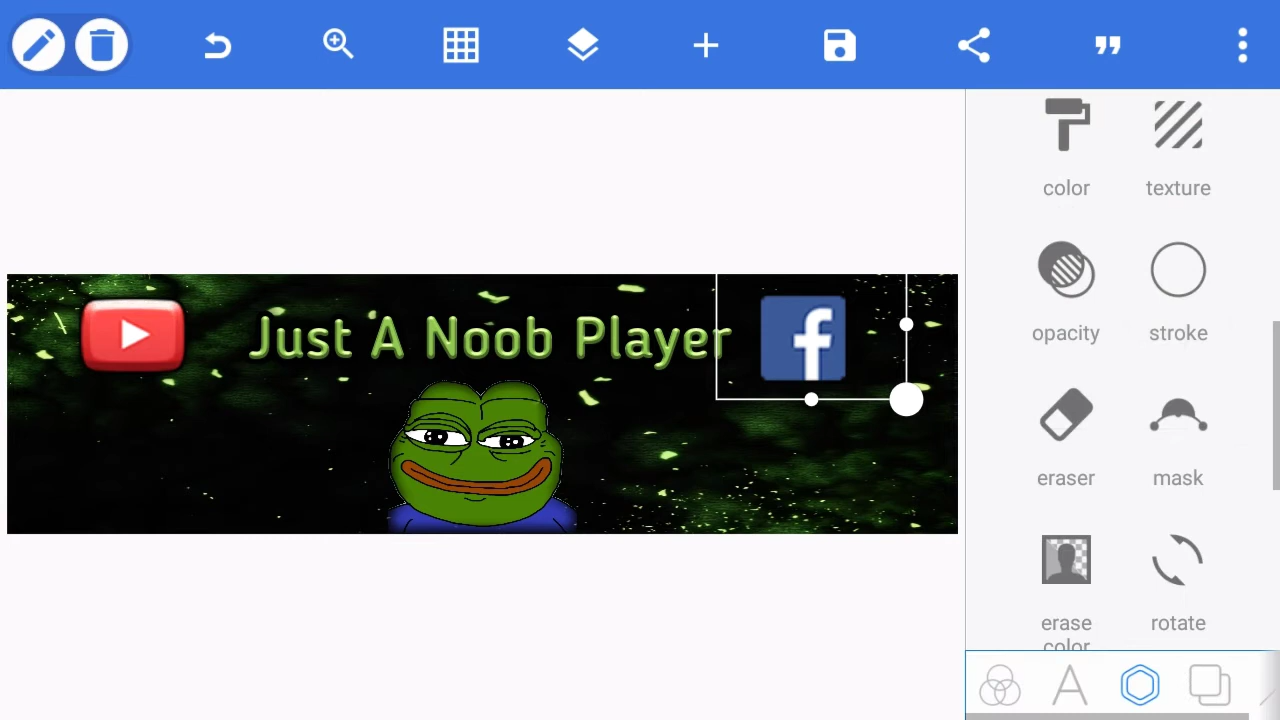 color texture
Just A Noob Player f
opacity stroke
eraser mask
erase rotate
color
A